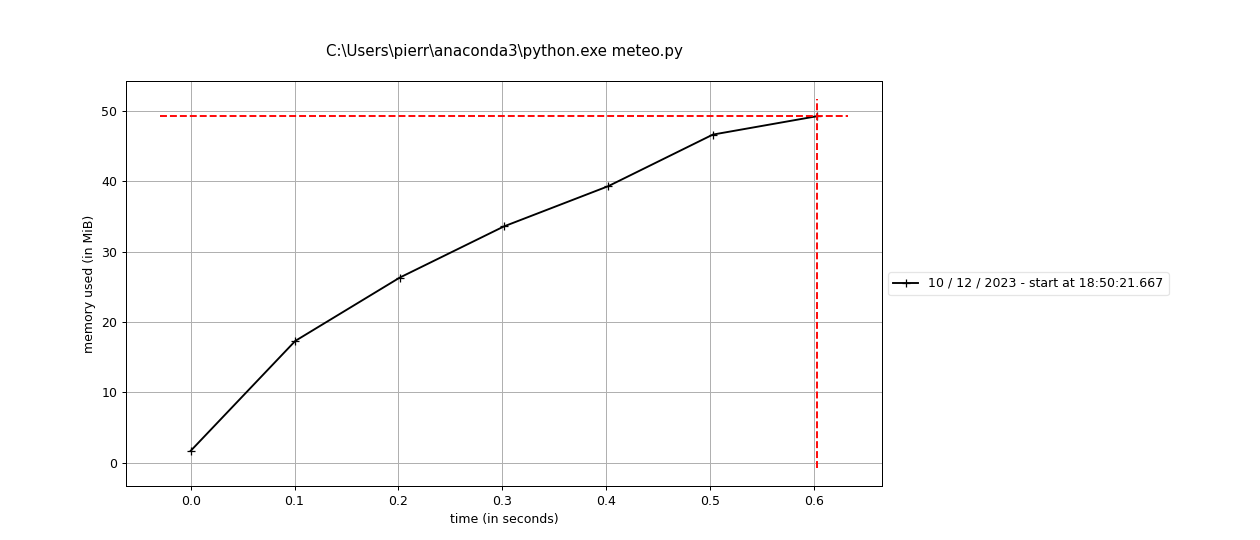 C:\Users\pierr\anaconda3\python.exe meteo.py
memory used (in MiB)
50
40
30
20
10
0
0.0 0.1 0.2 0.3 0.4 0.5 0.6
time (in seconds)
10 / 12 / 2023 - start at 18:50:21.667